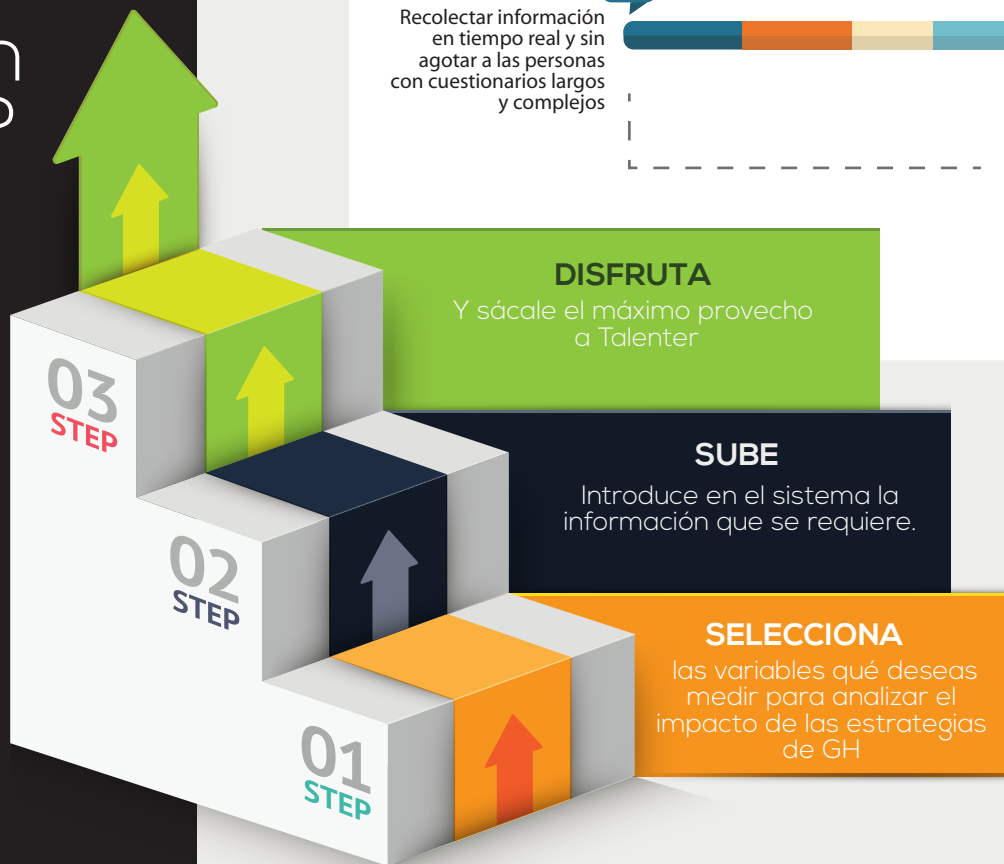 Recolectar información
en tiempo real y sin
agotar a las personas
con cuestionarios largos
y complejos
DISFRUTA
Y sácale el máximo provecho
a Talenter
03
STEP
SUBE
Introduce en el sistema la
información que se requiere.
02
STEP
SELECCIONA
las variables qué deseas
medir para analizar el
impacto de las estrategias
de GH
01
STEP